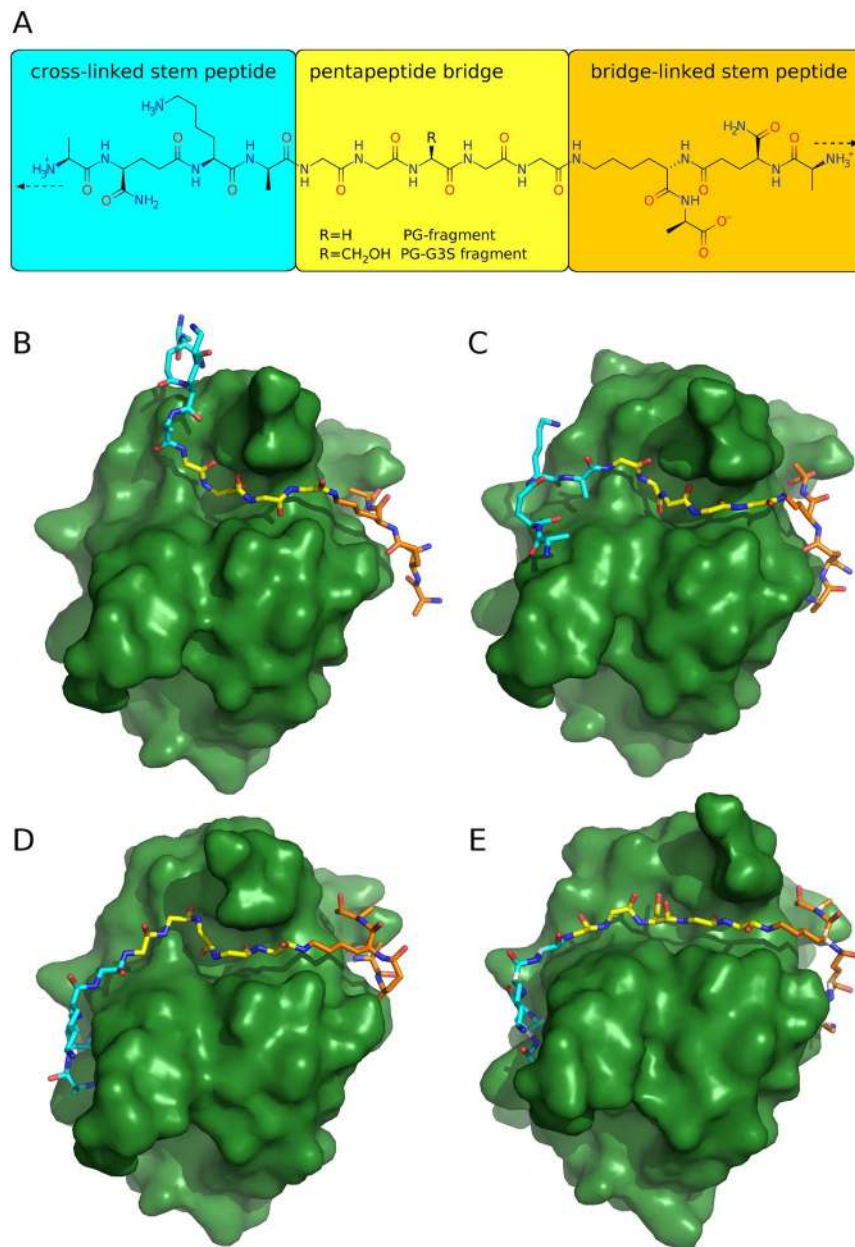 A
cross-linked stem peptide
pentapeptide bridge
bridge-linked stem peptide
H₃N⁺
H₃N⁺
O
N
H
O
NH₂
O
N
H
O
H
N
O
N
H
O
H
N
O
R
N
H
O
H
N
O
N
H
O
N
H
H
N
O
O
N
H
O
O⁻
H₂N
O
N
H
O
NH₃⁺
R=H PG-fragment
R=CH₂OH PG-G3S fragment
B
C
D
E